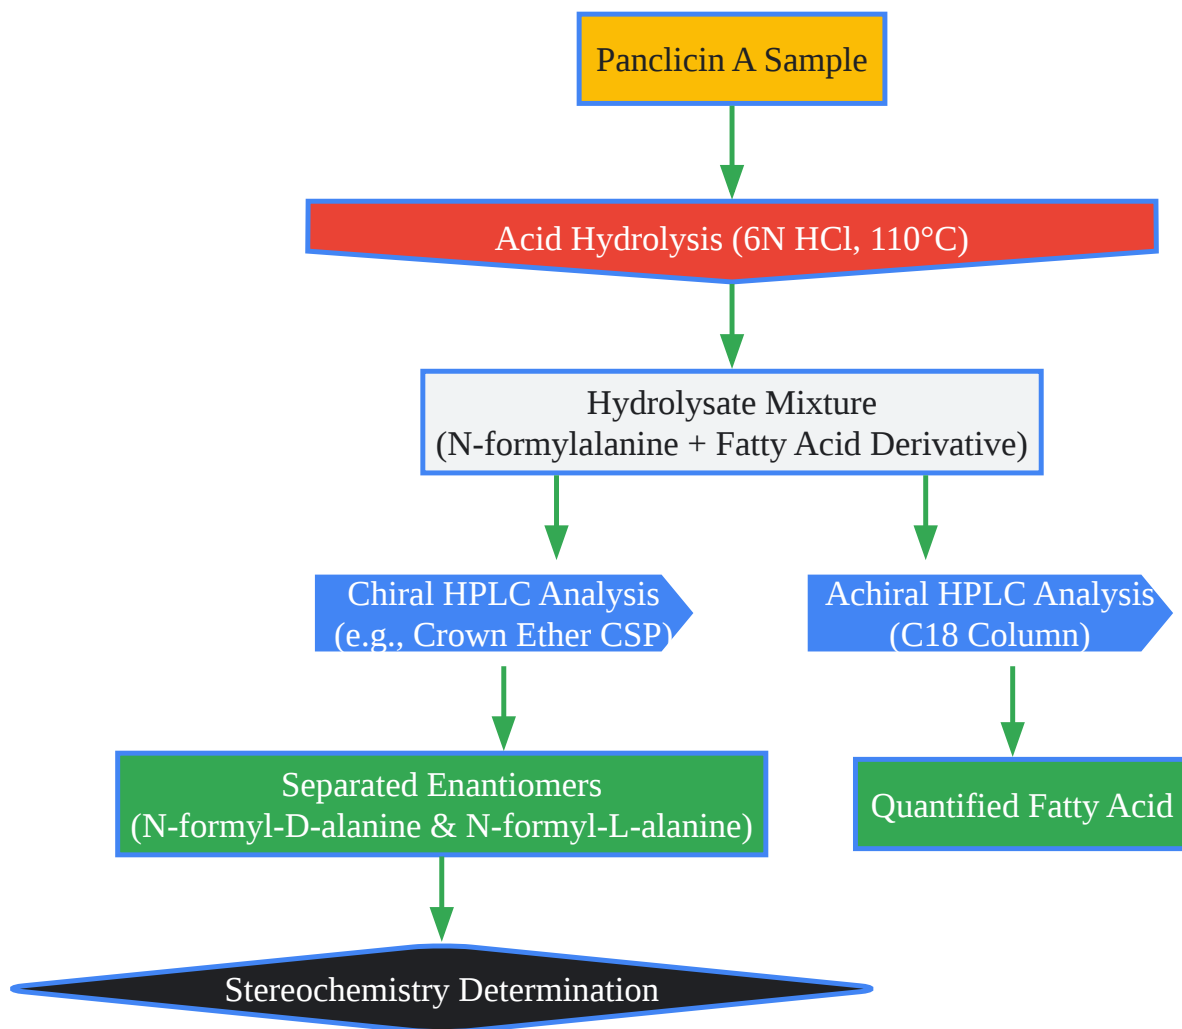 Panclicin A Sample
Acid Hydrolysis (6N HCl, 110°C)
Hydrolysate Mixture
(N-formylalanine + Fatty Acid Derivative)
Chiral HPLC Analysis
(e.g., Crown Ether CSP)
Achiral HPLC Analysis
(C18 Column)
Separated Enantiomers
(N-formyl-D-alanine & N-formyl-L-alanine)
Quantified Fatty Acid
Stereochemistry Determination